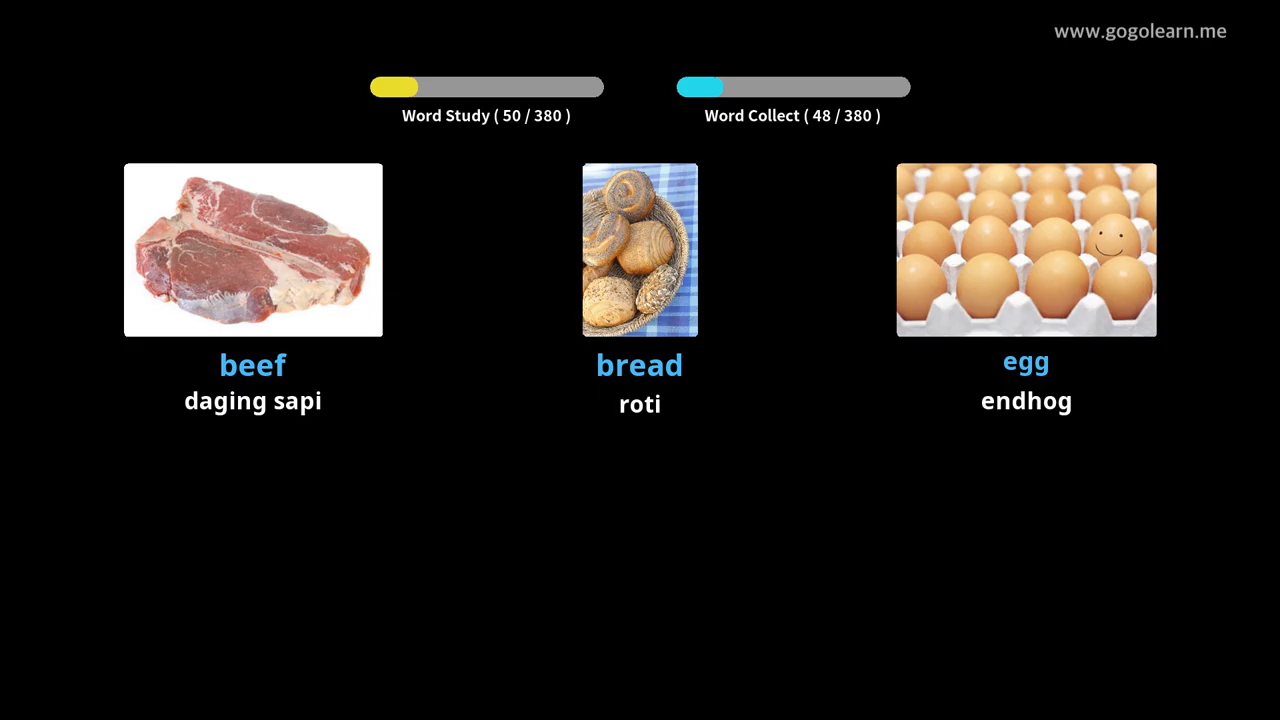 www.gogolearn.me
Word Study ( 50 / 380 )
Word Collect ( 48 / 380 )
beef
daging sapi
bread
roti
egg
endhog